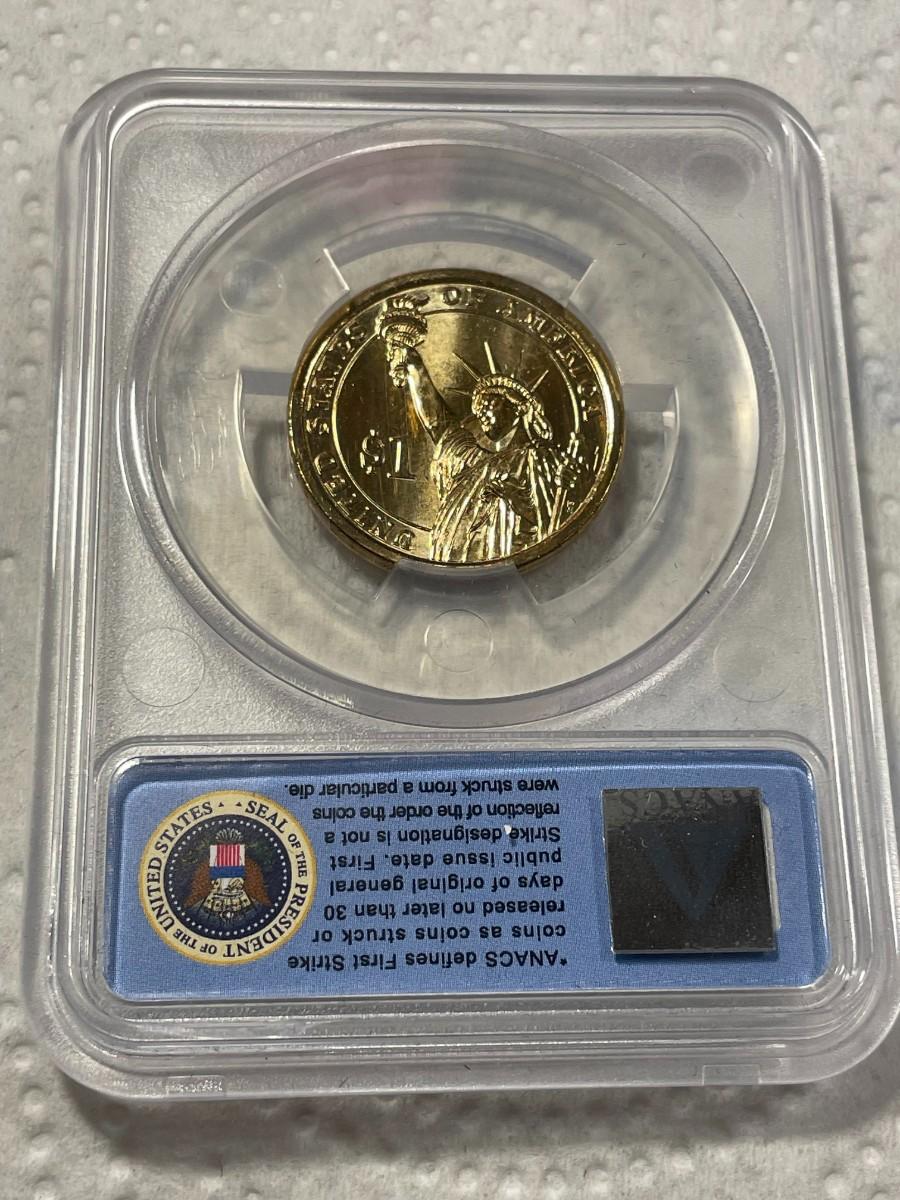 UNITED STATES OF AMERICA
$1
*ANACS defines First Strike
coins as coins struck or
released no later than 30
days of original general
public issue date. First
Strike designation is not a
reflection of the order the coins
were struck from a particular die.
SEAL OF THE PRESIDENT OF THE UNITED STATES
ANACS